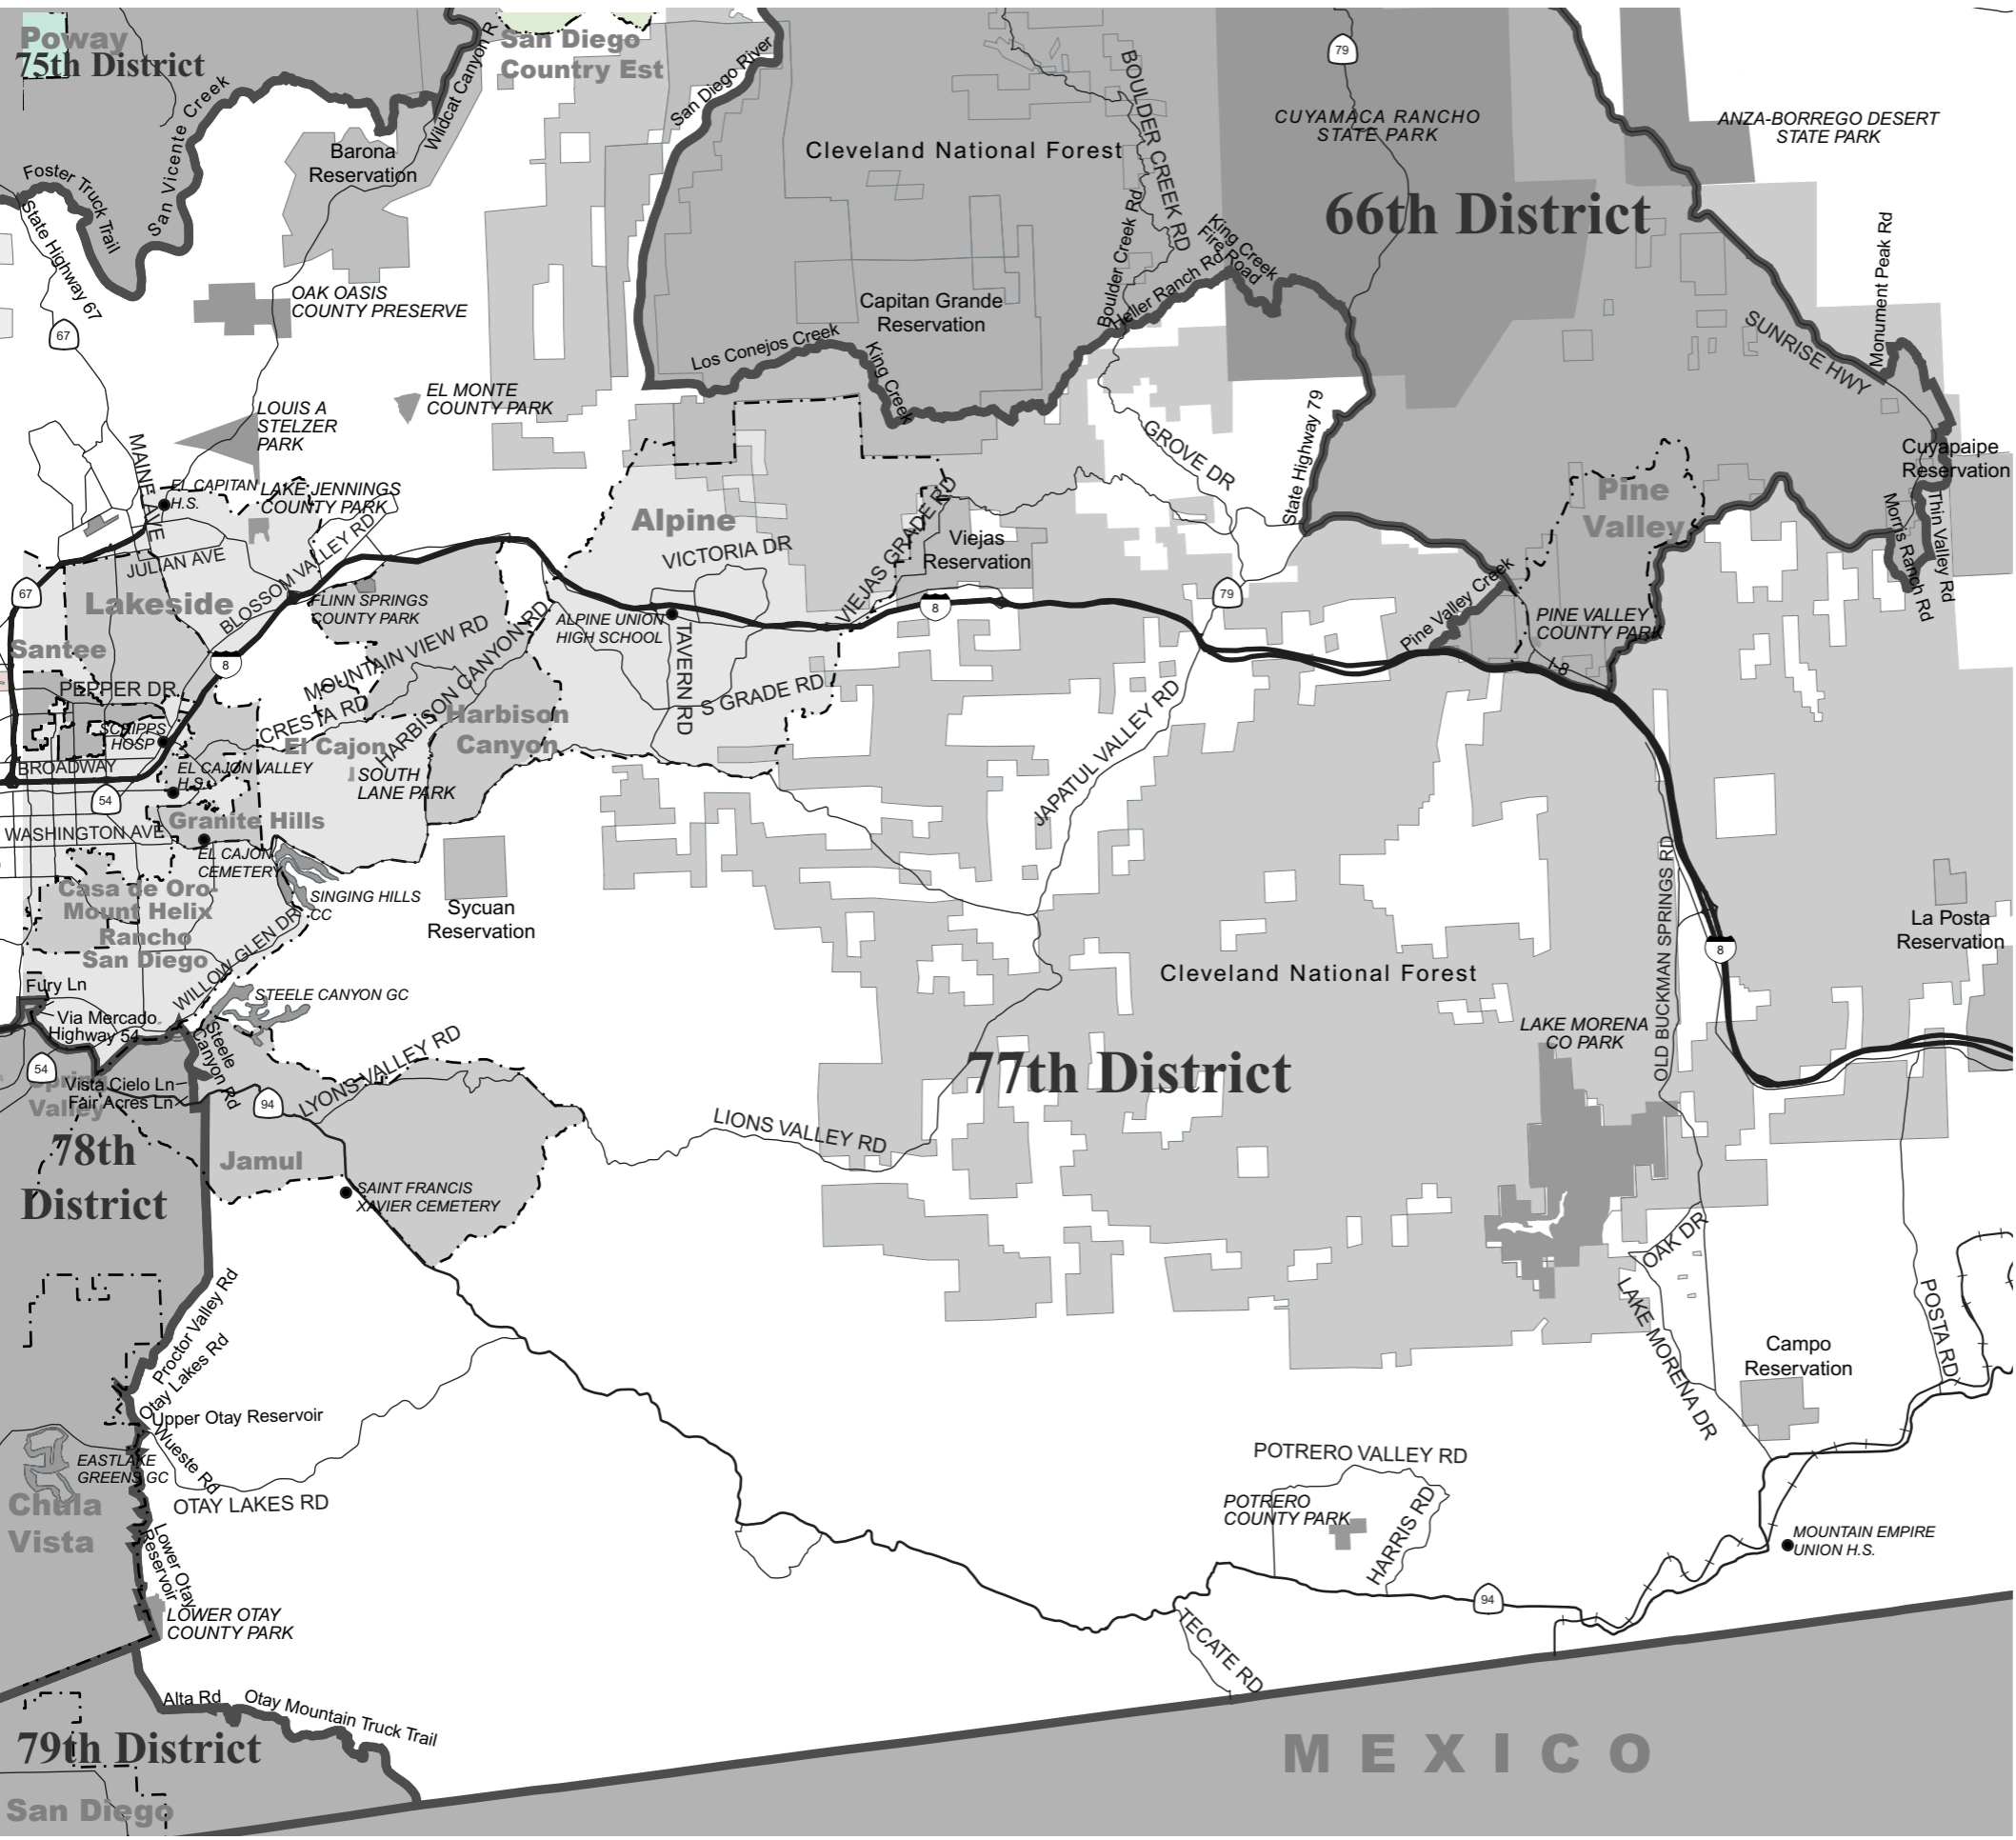 Poway
75th District
San Diego
Country Est
Wildcat Canyon R
San Diego River
San Vicente Creek
Foster Truck Trail
State Highway 67
67
Barona
Reservation
Cleveland National Forest
BOULDER CREEK RD
Boulder Creek Rd
79
CUYAMACA RANCHO
STATE PARK
ANZA-BORREGO DESERT
STATE PARK
66th District
King Creek
Fire Road
Heller Ranch Rd
Monument Peak Rd
SUNRISE HWY
OAK OASIS
COUNTY PRESERVE
Capitan Grande
Reservation
Los Conejos Creek
King Creek
EL MONTE
COUNTY PARK
LOUIS A
STELZER
PARK
MAINE AVE
EL CAPITAN
H.S.
LAKE JENNINGS
COUNTY PARK
JULIAN AVE
BLOSSOM VALLEY RD
Alpine
VICTORIA DR
VIEJAS GRADE RD
Viejas
Reservation
GROVE DR
State Highway 79
Pine
Valley
Cuyapaipe
Reservation
Morris Ranch Rd
Thin Valley Rd
67
Lakeside
Santee
FLINN SPRINGS
COUNTY PARK
ALPINE UNION
HIGH SCHOOL
8
79
Pine Valley Creek
PINE VALLEY
COUNTY PARK
I-8
8
MOUNTAIN VIEW RD
HARBISON CANYON RD
TAVERN RD
S GRADE RD
PEPPER DR
CRESTA RD
Harbison
Canyon
El Cajon
SCRIPPS
HOSP
BROADWAY
EL CAJON VALLEY
H.S.
SOUTH
LANE PARK
JAPATUL VALLEY RD
54
WASHINGTON AVE
Granite Hills
EL CAJON
CEMETERY
SINGING HILLS
CC
Casa de Oro-
Mount Helix
Rancho
San Diego
Sycuan
Reservation
OLD BUCKMAN SPRINGS RD
8
La Posta
Reservation
Cleveland National Forest
WILLOW GLEN DR
STEELE CANYON GC
Fury Ln
Via Mercado
Highway 54
Steele
Canyon Rd
LAKE MORENA
CO PARK
77th District
54
Spring
Valley
Vista Cielo Ln
Fair Acres Ln
94
LYONS VALLEY RD
LIONS VALLEY RD
78th
District
Jamul
SAINT FRANCIS
XAVIER CEMETERY
OAK DR
LAKE MORENA DR
POSTA RD
Campo
Reservation
Proctor Valley Rd
Otay Lakes Rd
Upper Otay Reservoir
Wueste Rd
EASTLAKE
GREENS GC
Chula
Vista
OTAY LAKES RD
Lower Otay
Reservoir
LOWER OTAY
COUNTY PARK
POTRERO VALLEY RD
POTRERO
COUNTY PARK
HARRIS RD
MOUNTAIN EMPIRE
UNION H.S.
94
TECATE RD
Alta Rd
Otay Mountain Truck Trail
79th District
San Diego
MEXICO